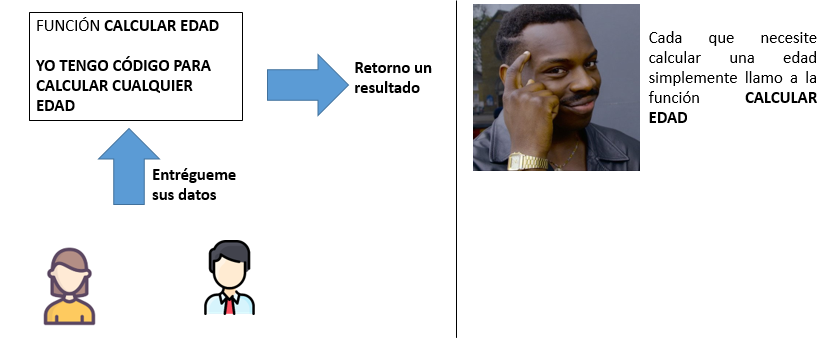 FUNCIÓN CALCULAR EDAD
YO TENGO CÓDIGO PARA
CALCULAR CUALQUIER
EDAD
Retorno un
resultado
Entrégueme
sus datos
Cada que necesite
calcular una edad
simplemente llamo a la
función CALCULAR
EDAD